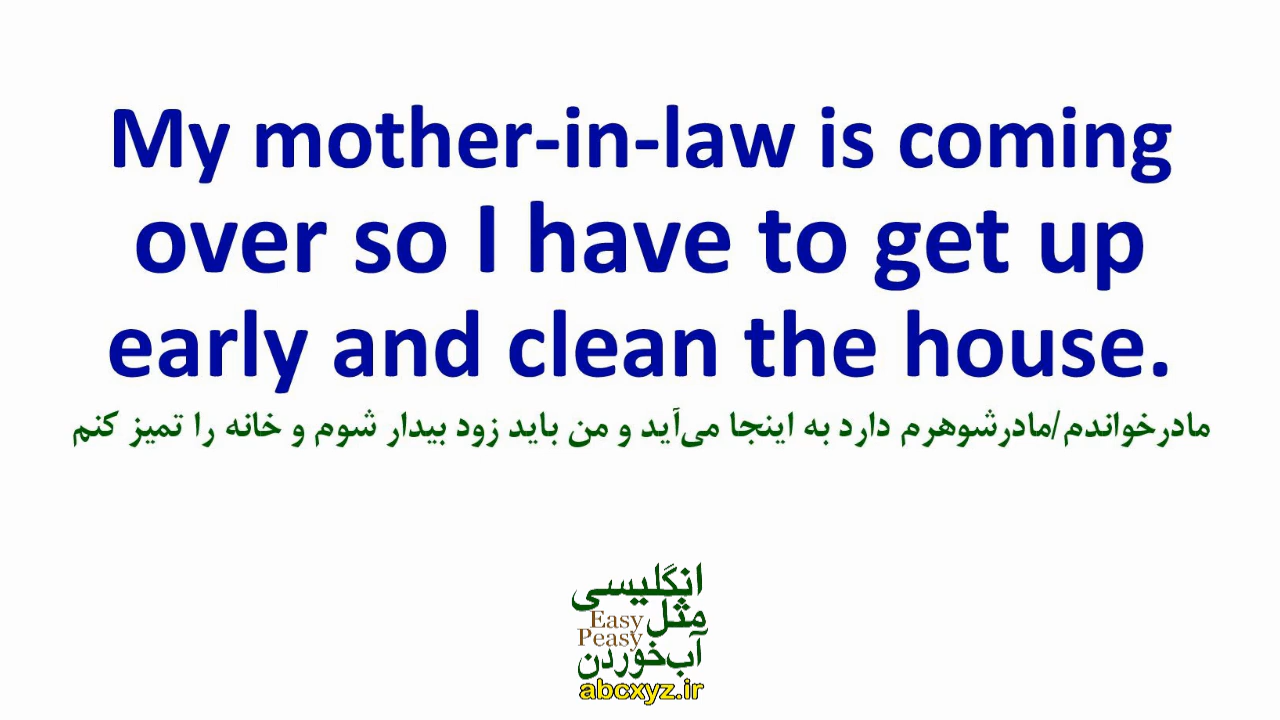 My mother-in-law is coming
over so I have to get up
early and clean the house.
مادرخواندم/مادرشوهرم دارد به اینجا می‌آید و من باید زود بیدار شوم و خانه را تمیز کنم
انگلیسی
مثل
Easy
Peasy
آب‌خوردن
abcxyz.ir